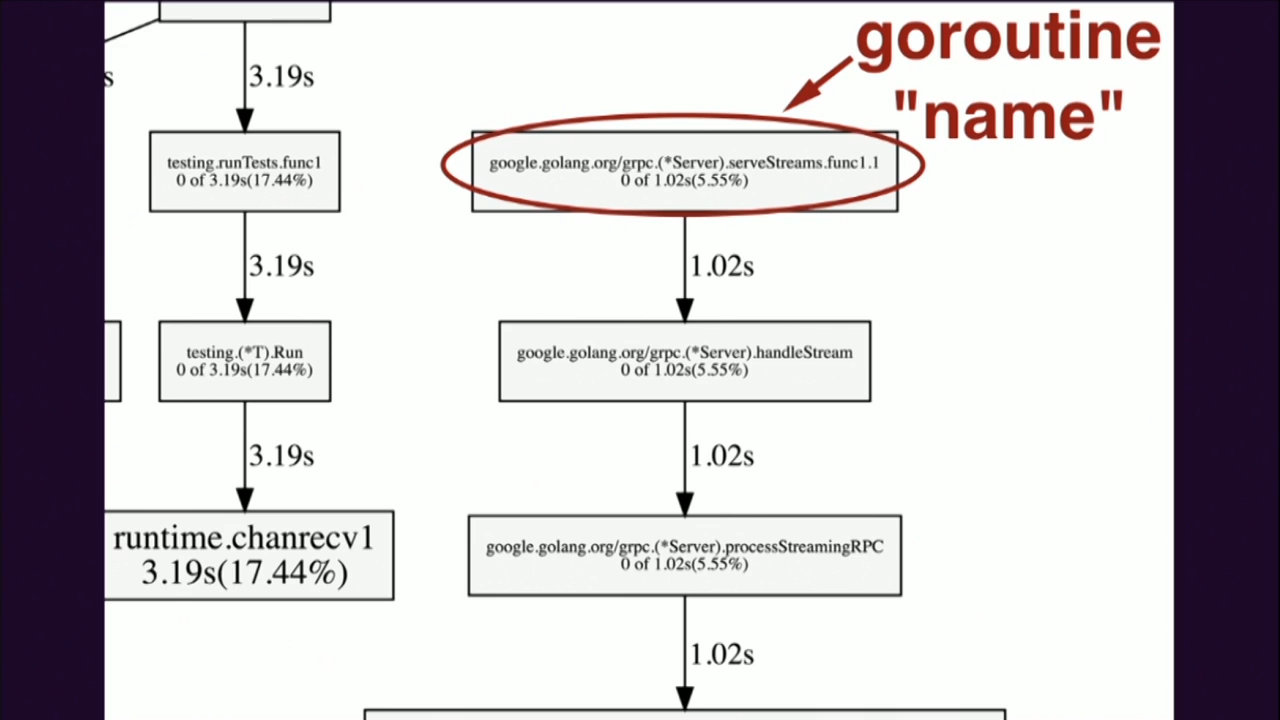 goroutine
"name"
s
3.19s
testing.runTests.func1
0 of 3.19s(17.44%)
google.golang.org/grpc.(*Server).serveStreams.func1.1
0 of 1.02s(5.55%)
3.19s
1.02s
testing.(*T).Run
0 of 3.19s(17.44%)
google.golang.org/grpc.(*Server).handleStream
0 of 1.02s(5.55%)
3.19s
1.02s
runtime.chanrecv1
3.19s(17.44%)
google.golang.org/grpc.(*Server).processStreamingRPC
0 of 1.02s(5.55%)
1.02s